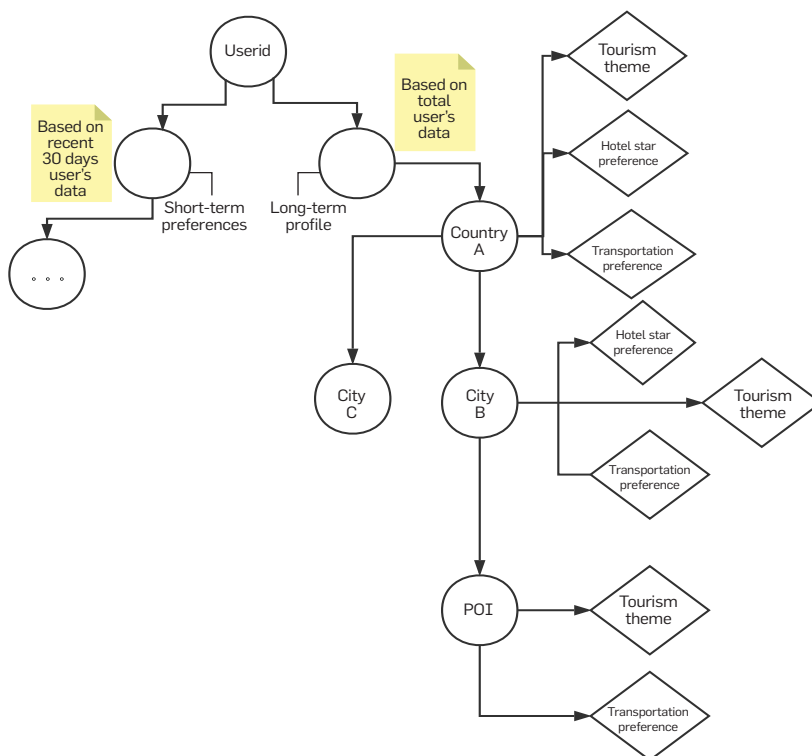 Userid
Tourism
theme
Based on
total
user's
data
Based on
recent
30 days
user's
data
Hotel star
preference
Short-term
preferences
Long-term
profile
Country
A
Transportation
preference
。。。
Hotel star
preference
City
C
City
B
Tourism
theme
Transportation
preference
POI
Tourism
theme
Transportation
preference